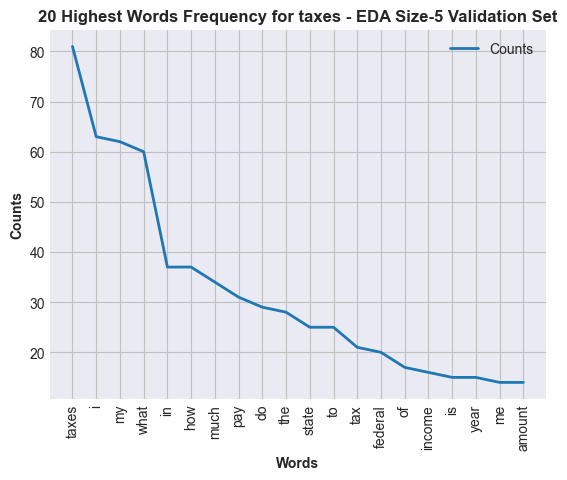 20 Highest Words Frequency for taxes - EDA Size-5 Validation Set
Counts
80
70
60
50
40
30
20
Counts
taxes
i
my
what
in
how
much
pay
do
the
state
to
tax
federal
of
income
is
year
me
amount
Words